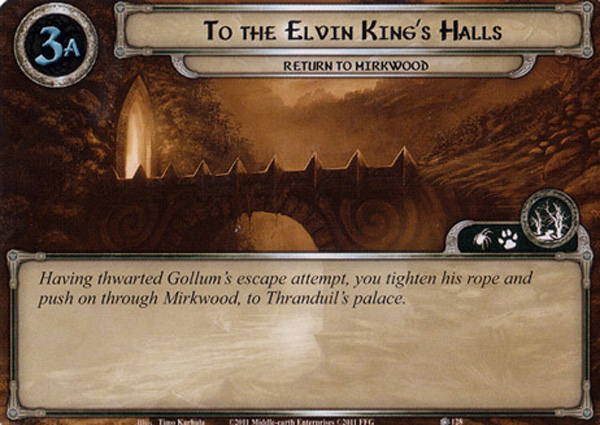 3A
To the Elvin King's Halls
Return to Mirkwood
Having thwarted Gollum's escape attempt, you tighten his rope and
push on through Mirkwood, to Thranduil's palace.
Illus. Timo Karhula ©2011 Middle-earth Enterprises ©2011 FFG 128